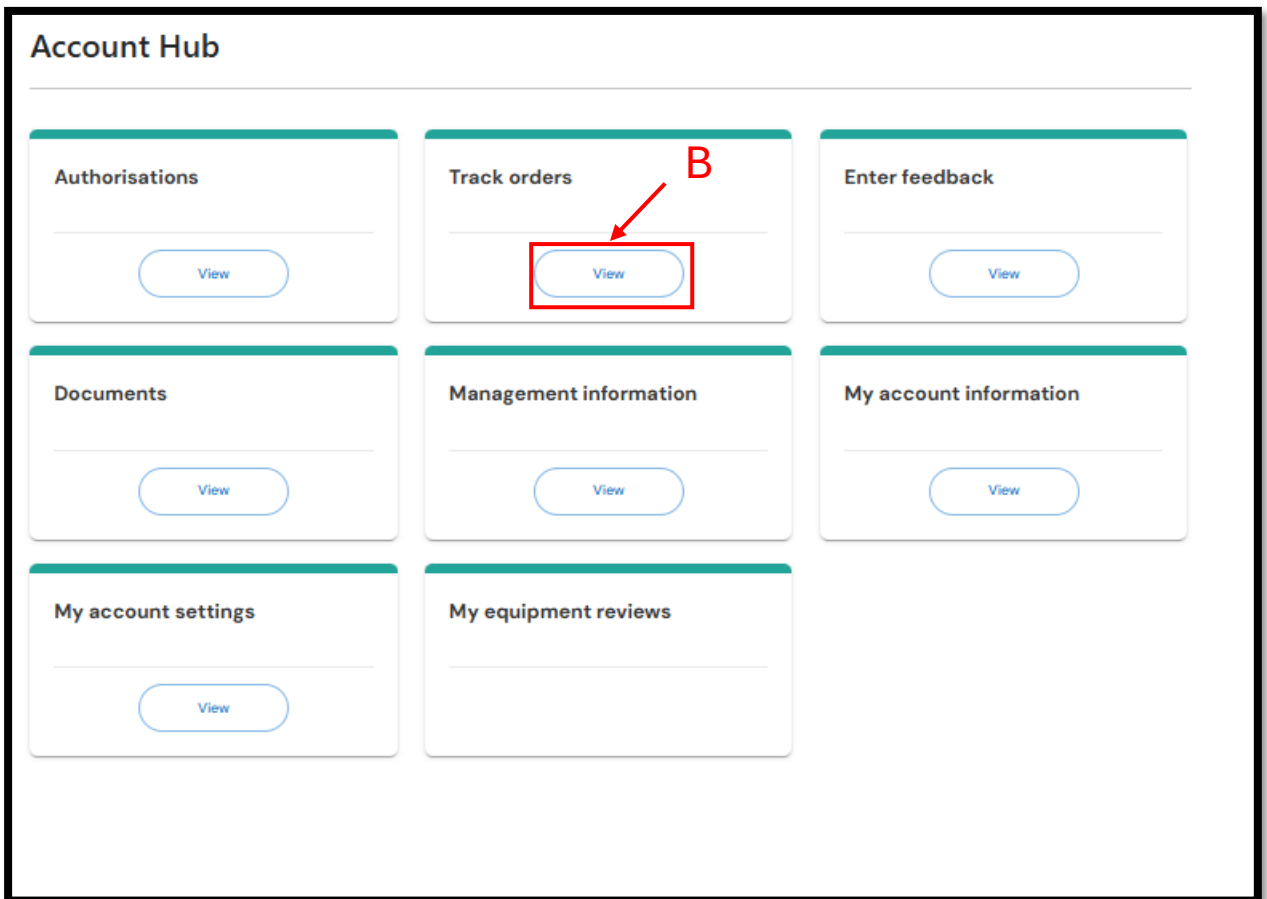 Account Hub
Authorisations
Track orders
B
Enter feedback
View
View
View
Documents
Management information
My account information
View
View
View
My account settings
My equipment reviews
View